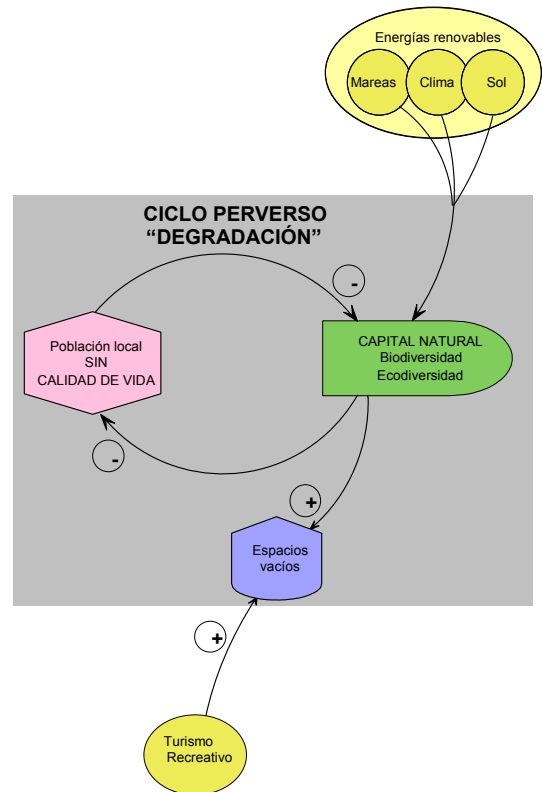 Energías renovables
Mareas
Clima
Sol
CICLO PERVERSO
“DEGRADACIÓN”
-
Población local
SIN
CALIDAD DE VIDA
CAPITAL NATURAL
Biodiversidad
Ecodiversidad
-
+
Espacios
vacíos
+
Turismo
Recreativo